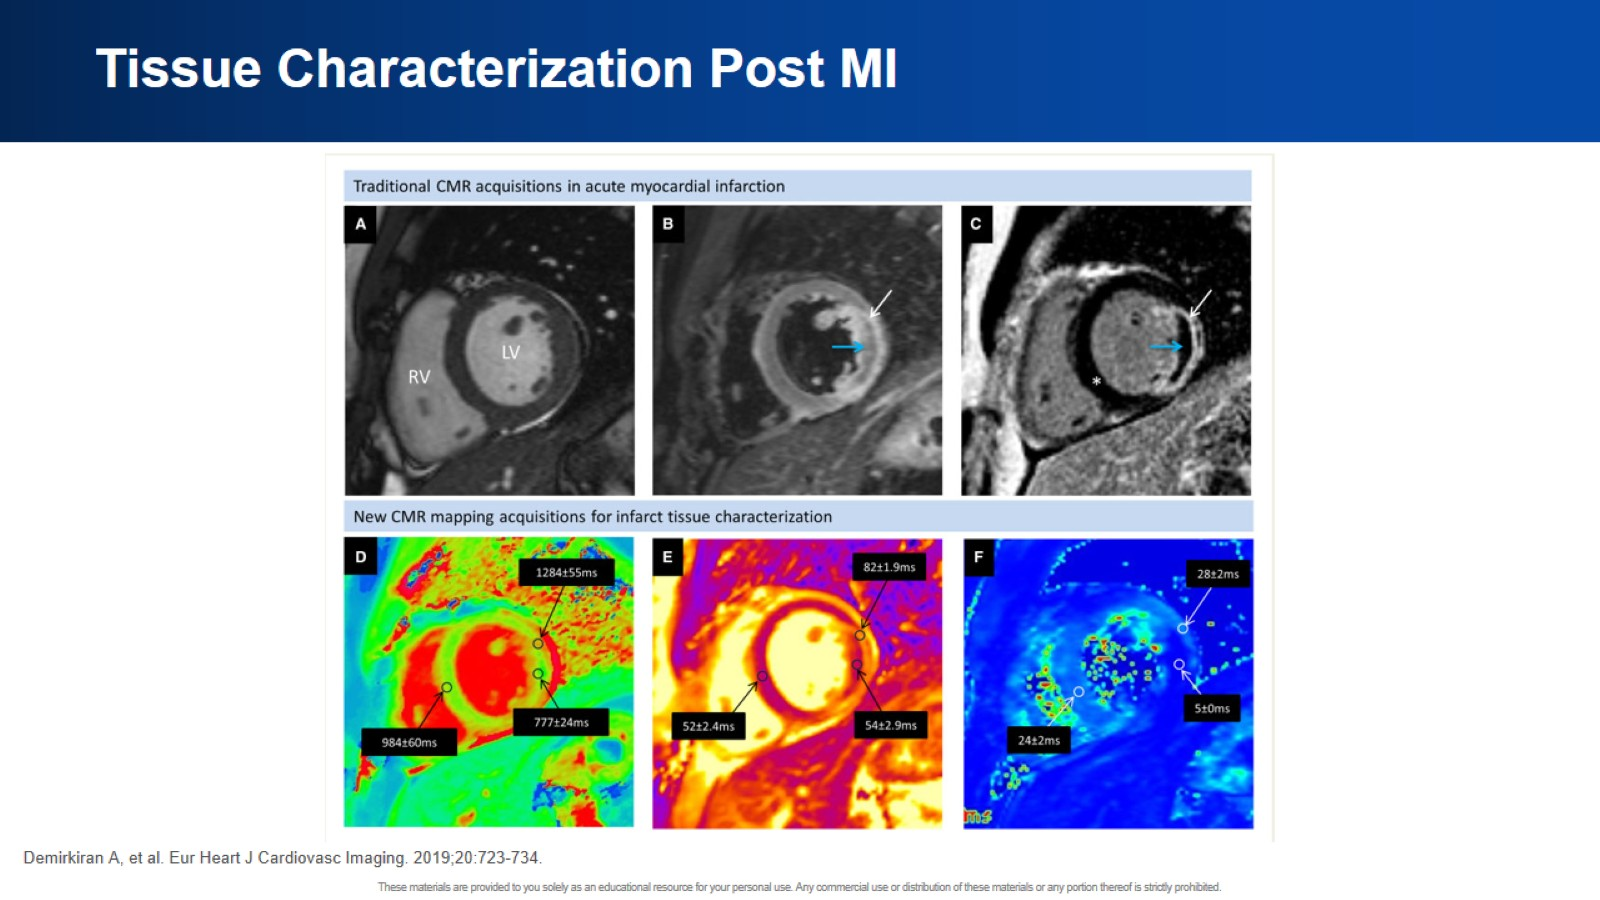 Tissue Characterization Post MI
Traditional CMR acquisitions in acute myocardial infarction
A
B
C
LV
RV
*
New CMR mapping acquisitions for infarct tissue characterization
D
1284±55ms
777±24ms
984±60ms
E
82±1.9ms
52±2.4ms
54±2.9ms
F
28±2ms
5±0ms
24±2ms
ms
Demirkiran A, et al. Eur Heart J Cardiovasc Imaging. 2019;20:723-734.
These materials are provided to you solely as an educational resource for your personal use. Any commercial use or distribution of these materials or any portion thereof is strictly prohibited.